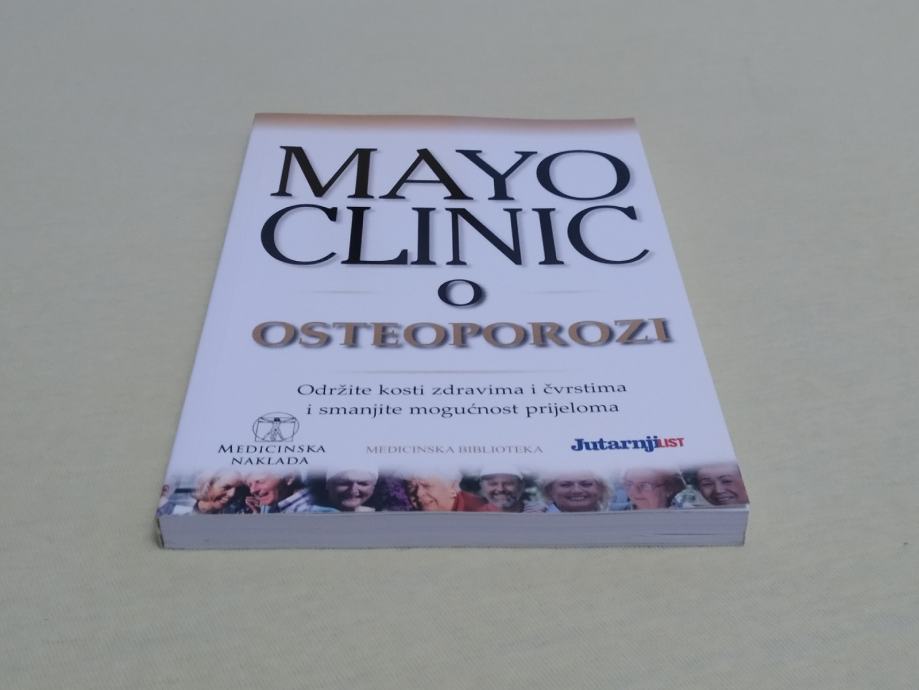 MAYO
CLINIC
O
OSTEOPOROZI
Održite kosti zdravima i čvrstima
i smanjite mogućnost prijeloma
MEDICINSKA
NAKLADA
MEDICINSKA BIBLIOTEKA
Jutarnji LIST